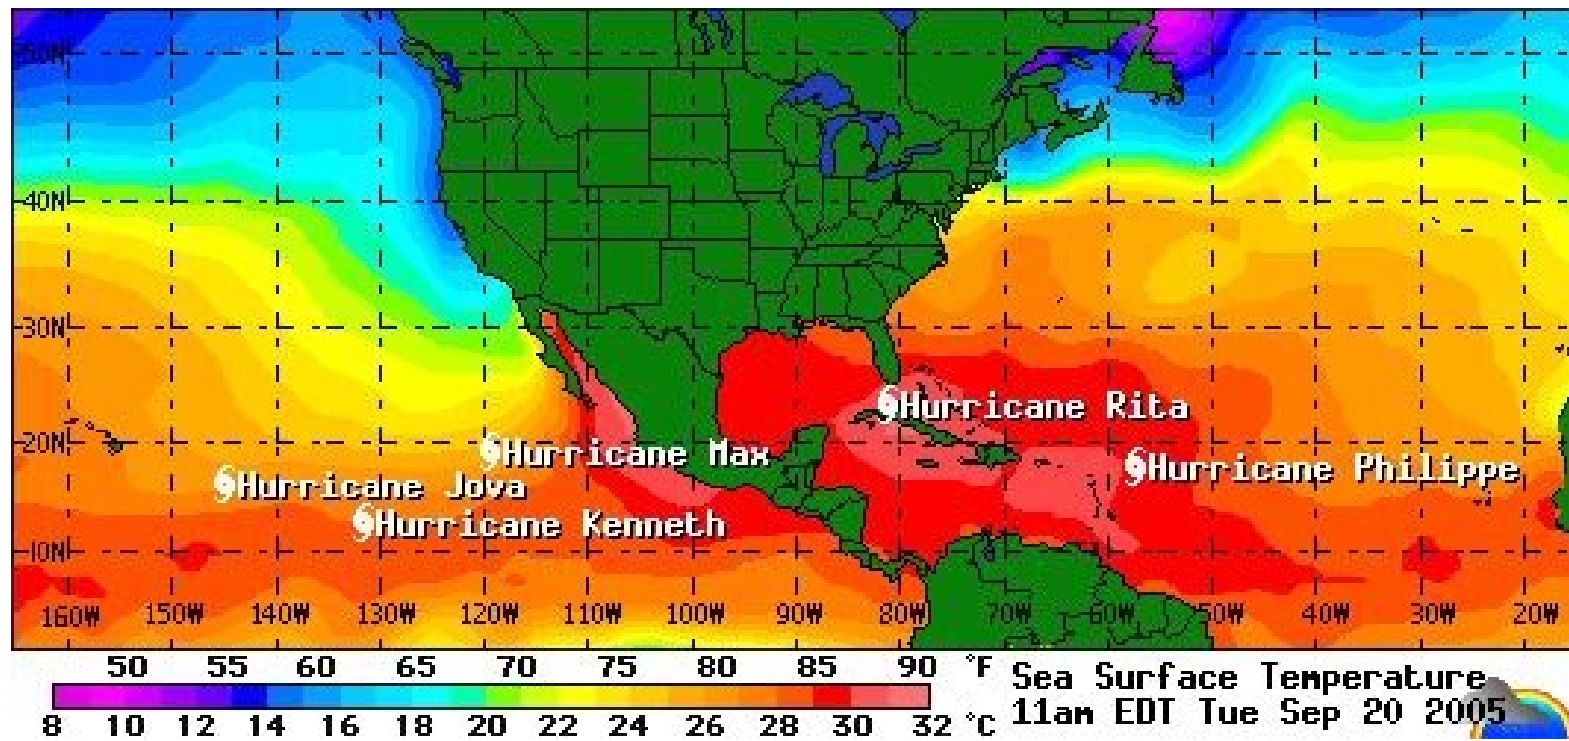 50N
40N
30N
Hurricane Rita
20N
Hurricane Max
Hurricane Philippe
Hurricane Jova
Hurricane Kenneth
10N
160W 150W 140W 130W 120W 110W 100W 90W 80W 70W 60W 50W 40W 30W 20W
50 55 60 65 70 75 80 85 90 °F
8 10 12 14 16 18 20 22 24 26 28 30 32 °C
Sea Surface Temperature
11am EDT Tue Sep 20 2005